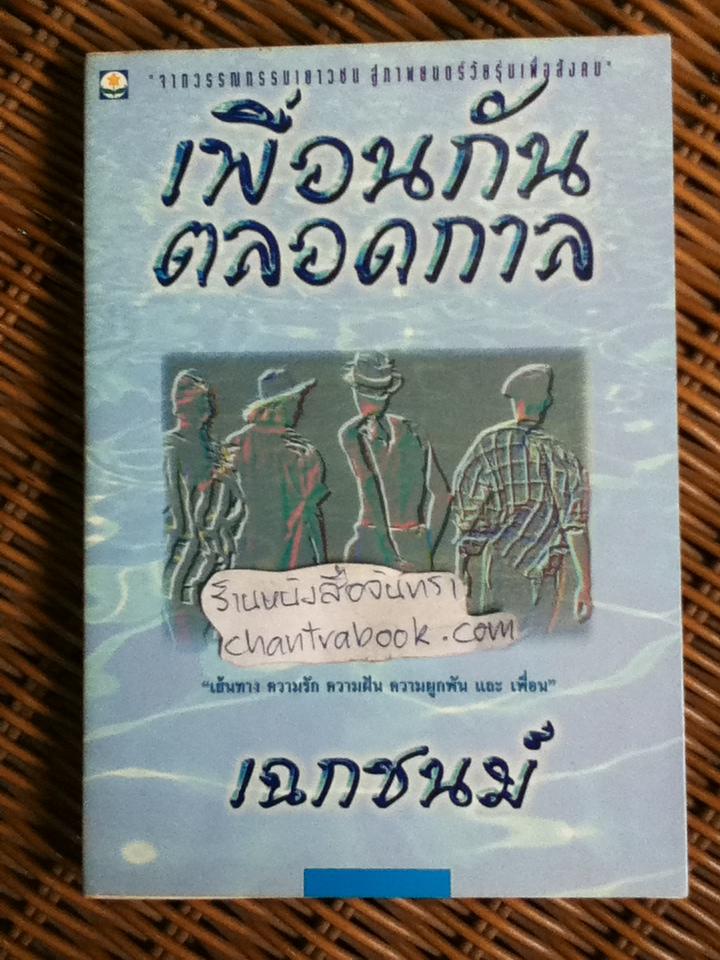 "จากวรรณกรรมเยาวชน สู่ภาพยนตร์วัยรุ่นเพื่อสังคม"
เพื่อนกัน
ตลอดกาล
ร้านหนังสือจันทรา
chantrabook.com
"เส้นทาง ความรัก ความฝัน ความผูกพัน และ เพื่อน"
เฉกชนม์